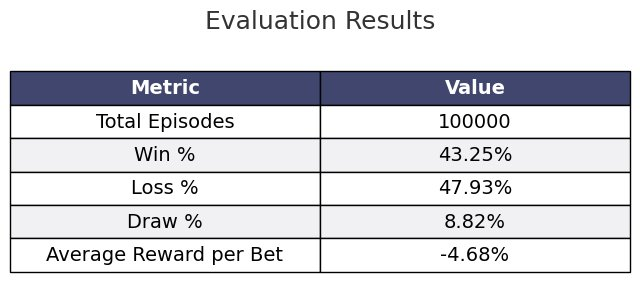 Evaluation Results
Metric Value
Total Episodes 100000
Win % 43.25%
Loss % 47.93%
Draw % 8.82%
Average Reward per Bet -4.68%